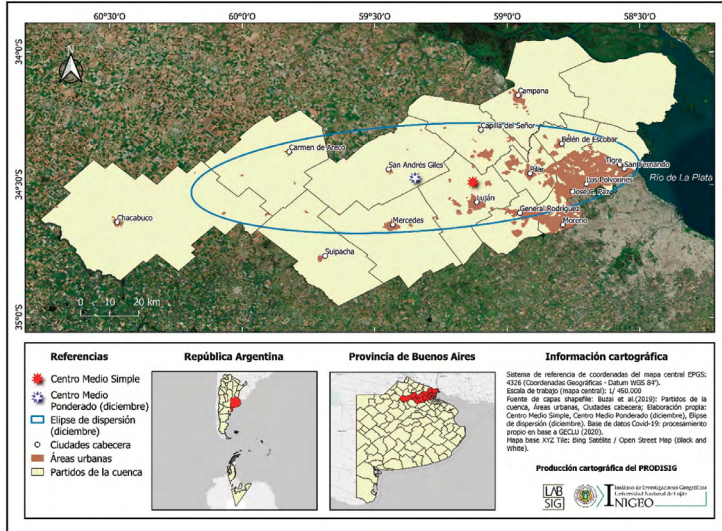 60°30'S
60°0'S
59°30'S
59°0'S
58°30'S
34°0'S
34°30'S
35°0'S
N
Campana
Capilla del Señor
Belén de Escobar
Carmen de Areco
San Andrés Giles
Pilar
Tigre
San Fernando
Río de La Plata
Los Polvorines
José C. Paz
Luján
General Rodríguez
Chacabuco
Mercedes
Moreno
Suipacha
0 10 20 km
Referencias
Centro Medio Simple
Centro Medio
Ponderado (diciembre)
Elipse de dispersión
(diciembre)
Ciudades cabecera
Áreas urbanas
Partidos de la cuenca
República Argentina
Provincia de Buenos Aires
Información cartográfica
Sistema de referencia de coordenadas del mapa central EPGS:
4326 (Coordenadas Geográficas - Datum WGS 84').
Escala de trabajo (mapa central): 1/ 450.000
Fuente de capas shapefile: Buzai et al.(2019): Partidos de la
cuenca, Áreas urbanas, Ciudades cabecera; Elaboración propia:
Centro Medio Simple, Centro Medio Ponderado (diciembre), Elipse
de dispersión (diciembre). Base de datos Covid-19: procesamiento
propio en base a GECLU (2020).
Mapa base XYZ Tile: Bing Satélite / Open Street Map (Black and
White).
Producción cartográfica del PRODISIG
LAB
SIG
Instituto de Investigaciones Geográficas
Universidad Nacional de Luján
INIGEO